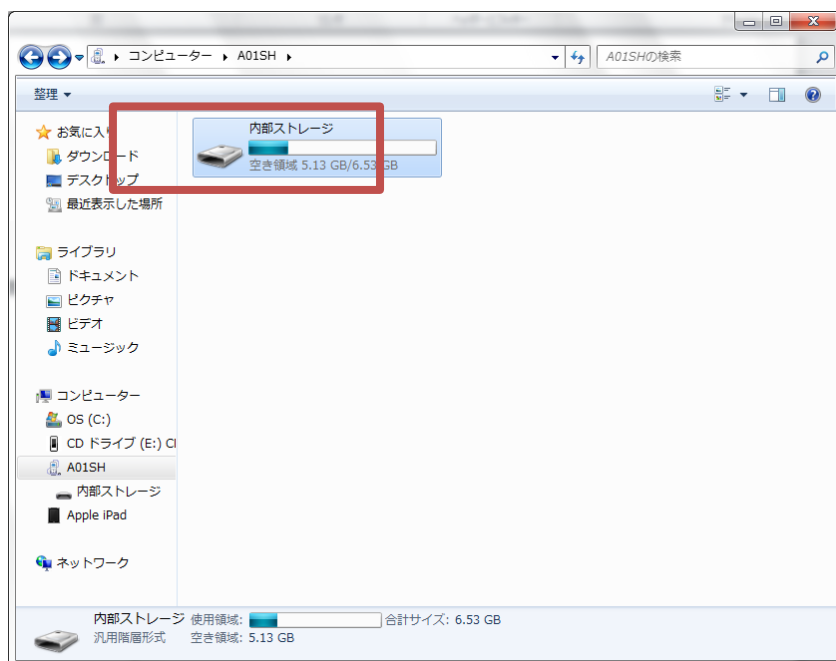 コンピューター ▸ A01SH ▸
A01SHの検索
整理 ▼
お気に入
ダウンロード
デスクトップ
最近表示した場所
ライブラリ
ドキュメント
ピクチャ
ビデオ
ミュージック
コンピューター
OS (C:)
CD ドライブ (E:) CI
A01SH
内部ストレージ
Apple iPad
ネットワーク
内部ストレージ
空き領域 5.13 GB/6.53 GB
内部ストレージ 使用領域: 合計サイズ: 6.53 GB
汎用階層形式 空き領域: 5.13 GB